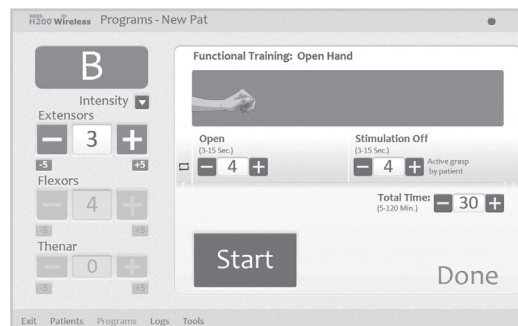 NESS
H200 Wireless Programs - New Pat
B
Intensity
Extensors
3
-5 +5
Flexors
4
-5 +5
Thenar
0
-5 +5
Functional Training: Open Hand
Open
(3-15 Sec.)
4
Stimulation Off
(3-15 Sec.)
4
Active grasp
by patient
Total Time:
(5-120 Min.)
30
Start
Done
Exit Patients Programs Logs Tools